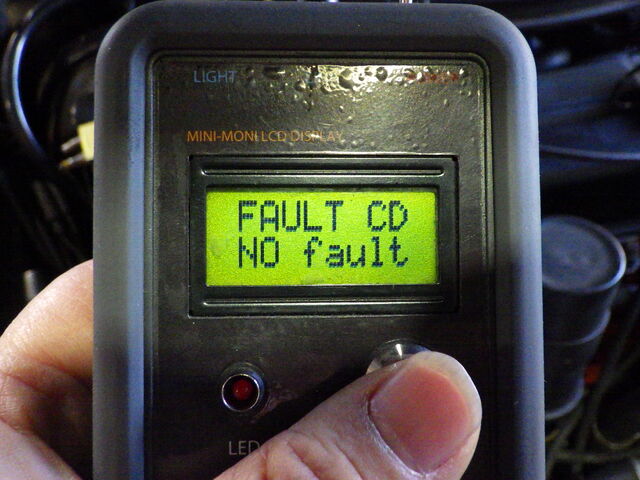 LIGHT
MINI-MONI LCD DISPLAY
FAULT CD
NO fault
LED